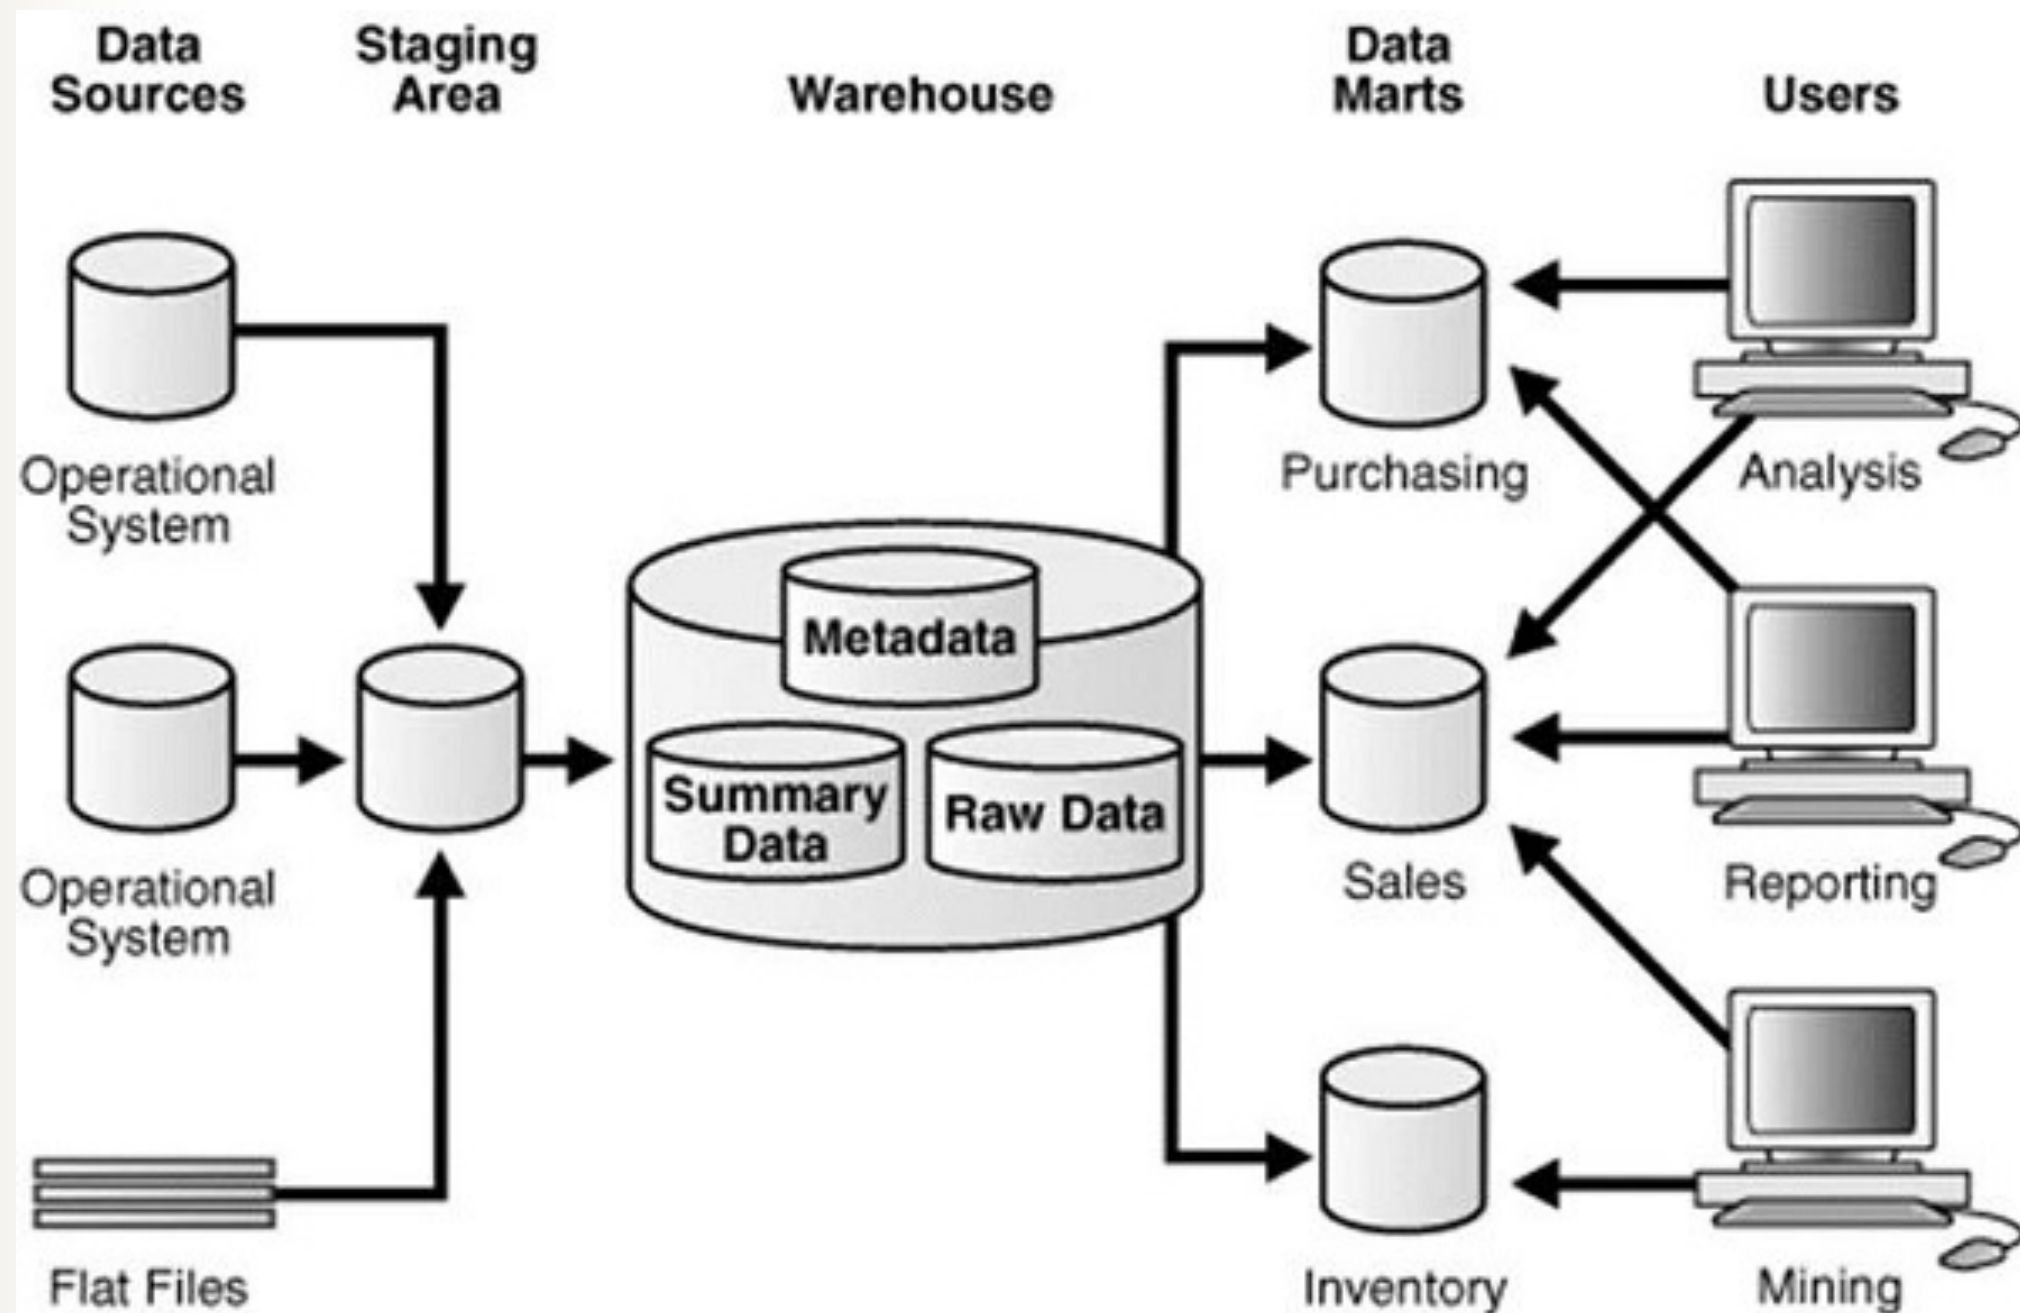 Data
Sources
Staging
Area
Warehouse
Data
Marts
Users
Operational
System
Purchasing
Analysis
Metadata
Summary
Data
Raw Data
Operational
System
Sales
Reporting
Flat Files
Inventory
Mining